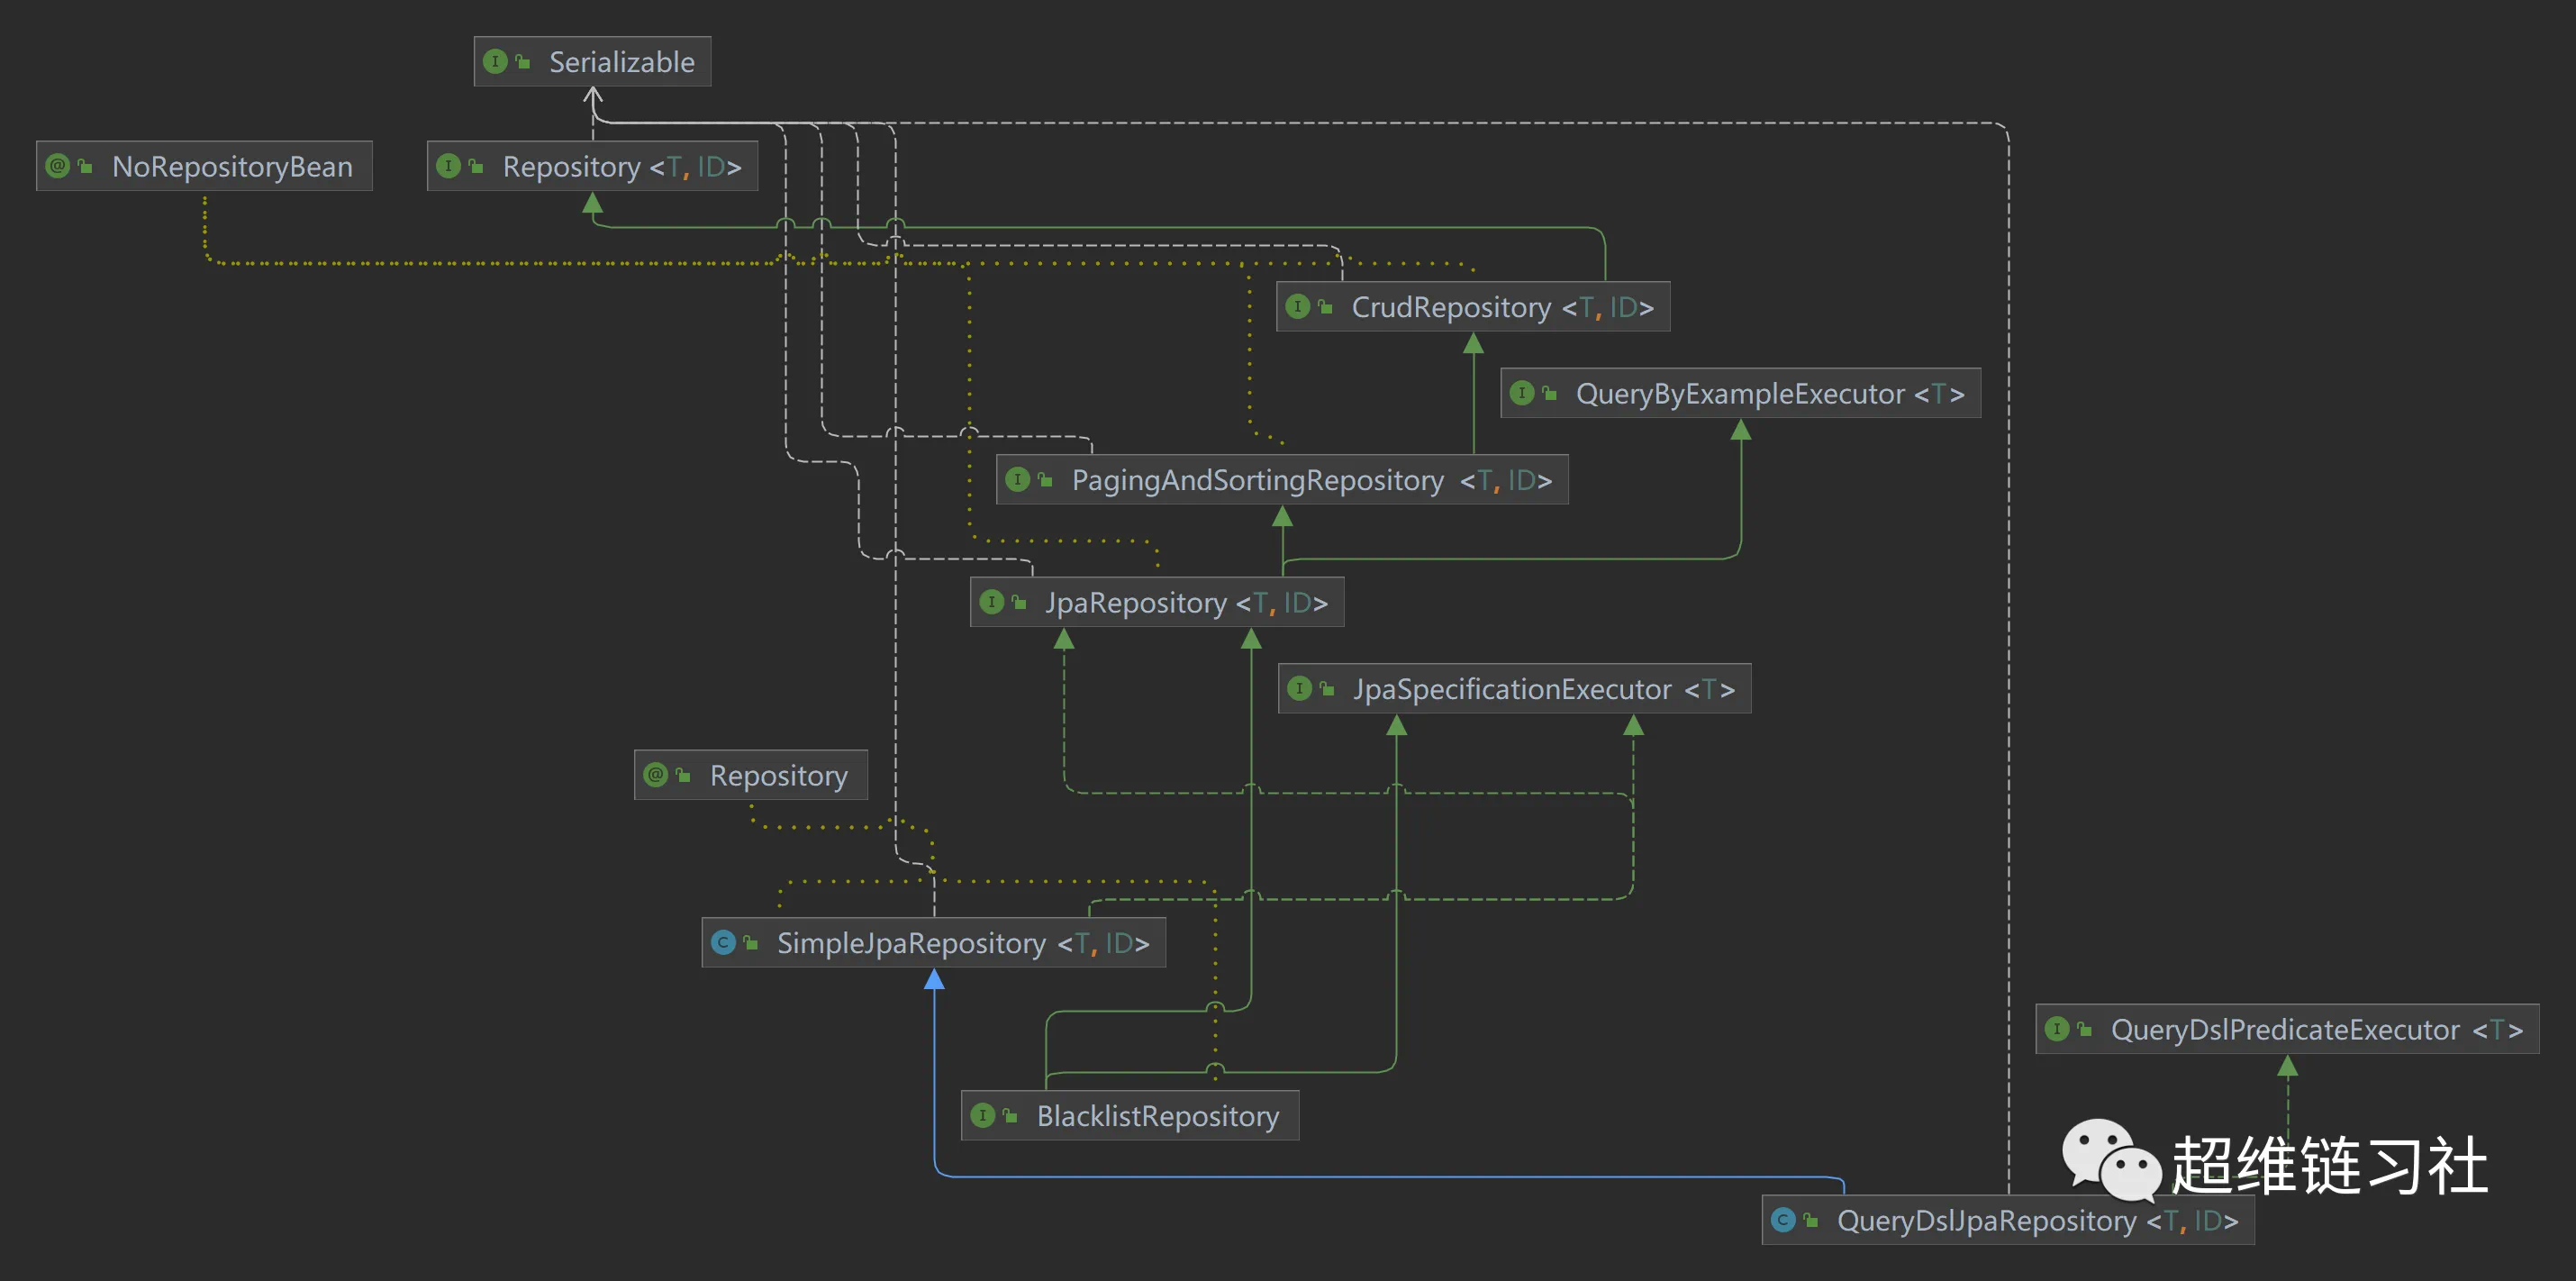 Serializable
NoRepositoryBean
Repository <T, ID>
CrudRepository <T, ID>
QueryByExampleExecutor <T>
PagingAndSortingRepository <T, ID>
JpaRepository <T, ID>
JpaSpecificationExecutor <T>
Repository
SimpleJpaRepository <T, ID>
QueryDslPredicateExecutor <T>
BlacklistRepository
超维链习社
QueryDslJpaRepository <T, ID>